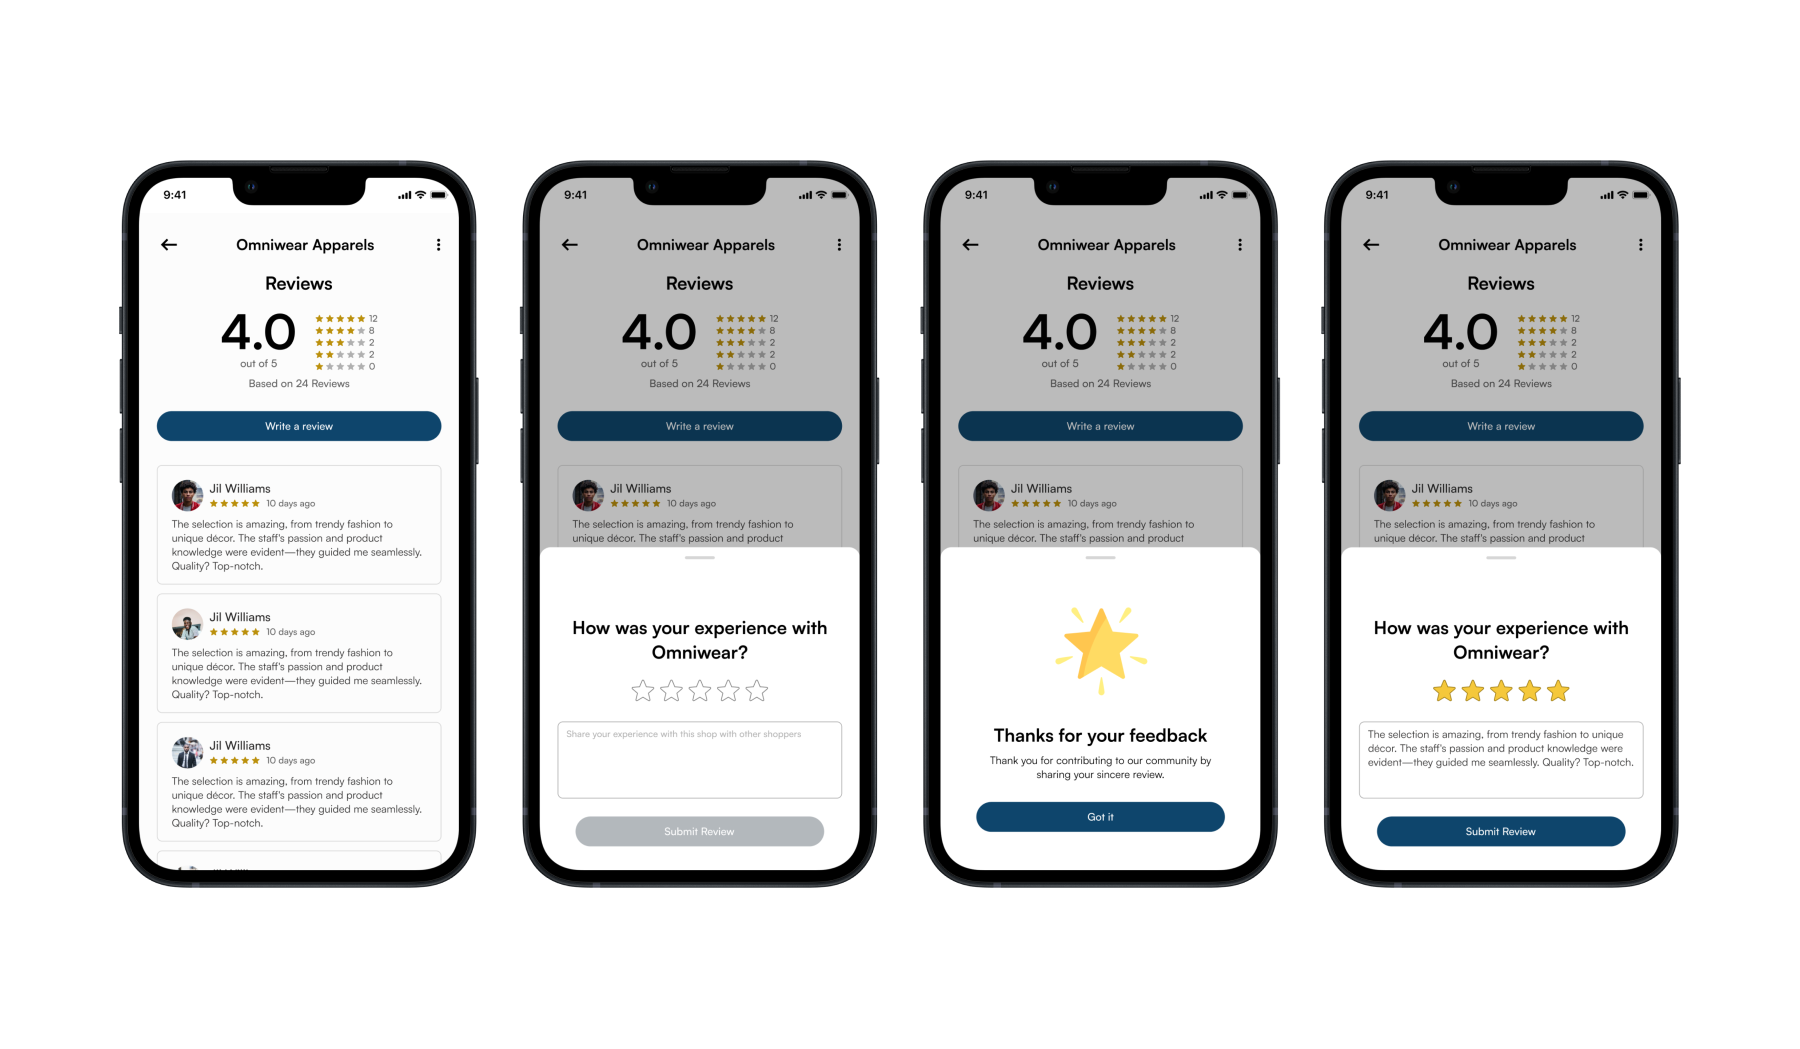 9:41
Omniwear Apparels
Reviews
4.0
out of 5
12
8
2
2
0
Based on 24 Reviews
Write a review
Jil Williams
10 days ago
The selection is amazing, from trendy fashion to
unique décor. The staff's passion and product
knowledge were evident—they guided me seamlessly.
Quality? Top-notch.
Jil Williams
10 days ago
The selection is amazing, from trendy fashion to
unique décor. The staff's passion and product
knowledge were evident—they guided me seamlessly.
Quality? Top-notch.
Jil Williams
10 days ago
The selection is amazing, from trendy fashion to
unique décor. The staff's passion and product
knowledge were evident—they guided me seamlessly.
Quality? Top-notch.
9:41
Omniwear Apparels
Reviews
4.0
out of 5
12
8
2
2
0
Based on 24 Reviews
Write a review
Jil Williams
10 days ago
The selection is amazing, from trendy fashion to
unique décor. The staff's passion and product
How was your experience with
Omniwear?
Share your experience with this shop with other shoppers
Submit Review
9:41
Omniwear Apparels
Reviews
4.0
out of 5
12
8
2
2
0
Based on 24 Reviews
Write a review
Jil Williams
10 days ago
The selection is amazing, from trendy fashion to
unique décor. The staff's passion and product
Thanks for your feedback
Thank you for contributing to our community by
sharing your sincere review.
Got it
9:41
Omniwear Apparels
Reviews
4.0
out of 5
12
8
2
2
0
Based on 24 Reviews
Write a review
Jil Williams
10 days ago
The selection is amazing, from trendy fashion to
unique décor. The staff's passion and product
How was your experience with
Omniwear?
The selection is amazing, from trendy fashion to unique
décor. The staff's passion and product knowledge were
evident—they guided me seamlessly. Quality? Top-notch.
Submit Review